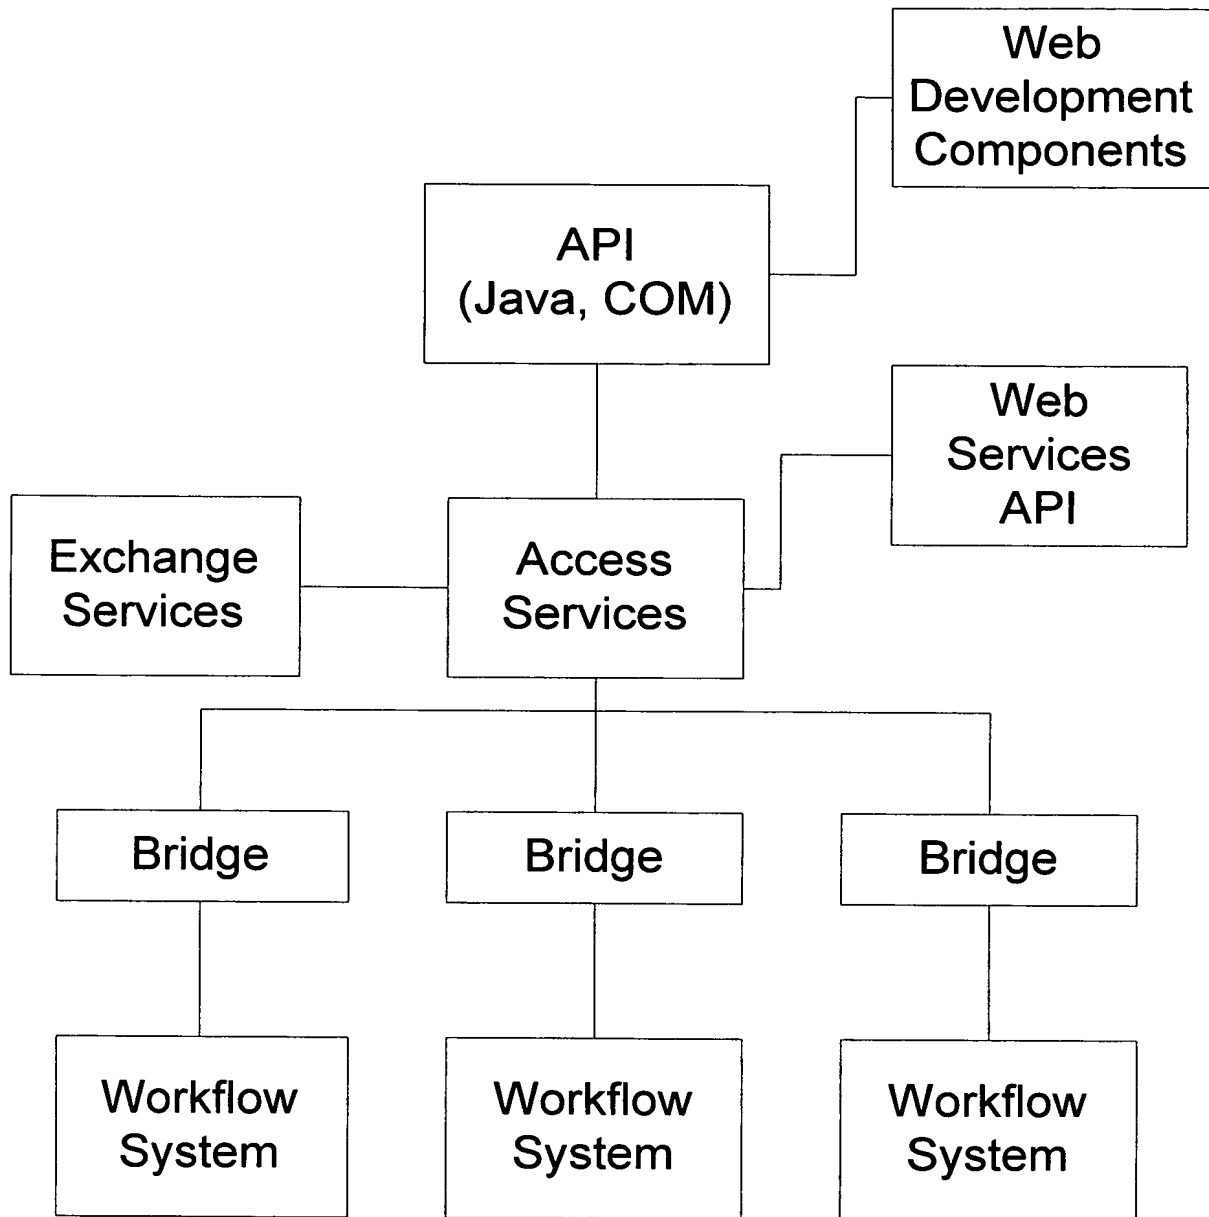 Web
Development
Components
API
(Java, COM)
Web
Services
API
Exchange
Services
Access
Services
Bridge
Bridge
Bridge
Workflow
System
Workflow
System
Workflow
System